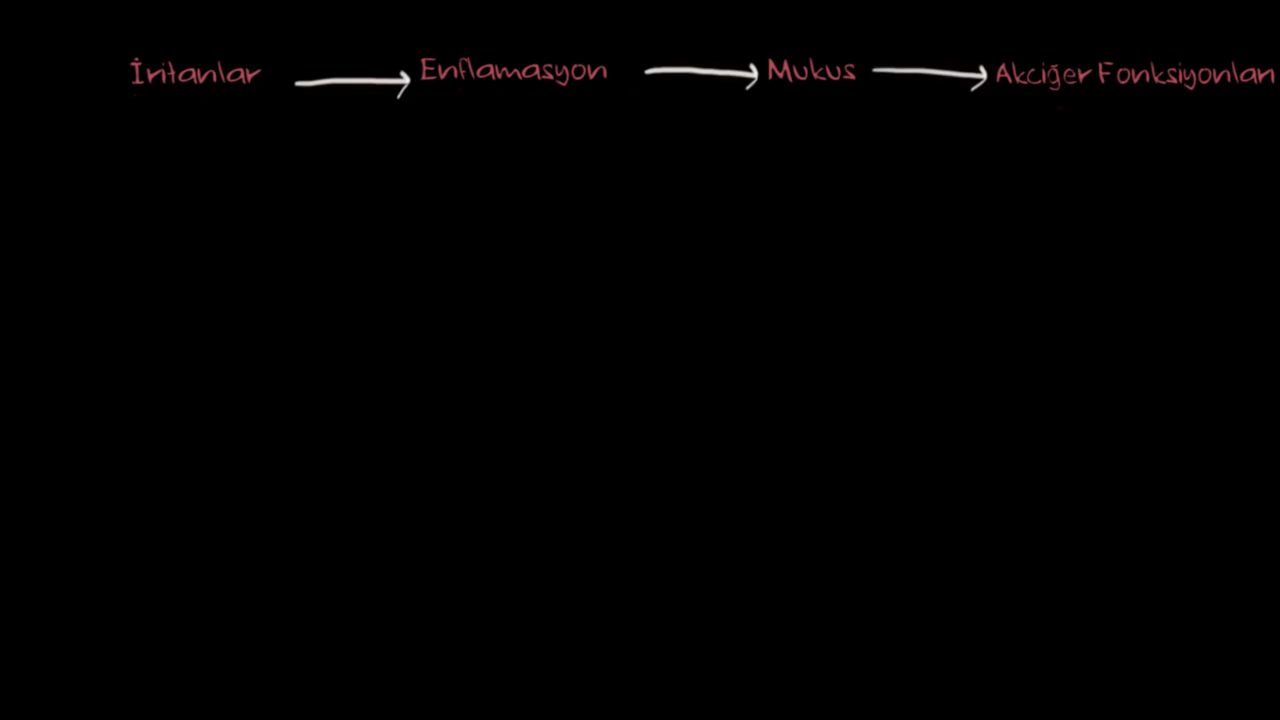 İritanlar → Enflamasyon → Mukus → Akciğer Fonksiyonları